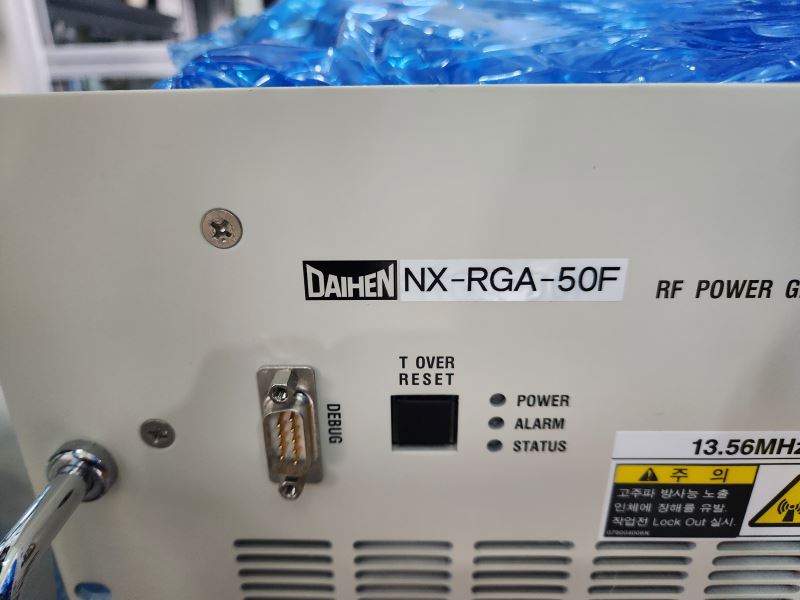 DAIHEN NX-RGA-50F
RF POWER
T OVER
RESET
POWER
ALARM
STATUS
DEBUG
13.56MHz
주 의
고주파 방사능 노출
인체에 장해를 유발.
작업전 Lock Out 실시.